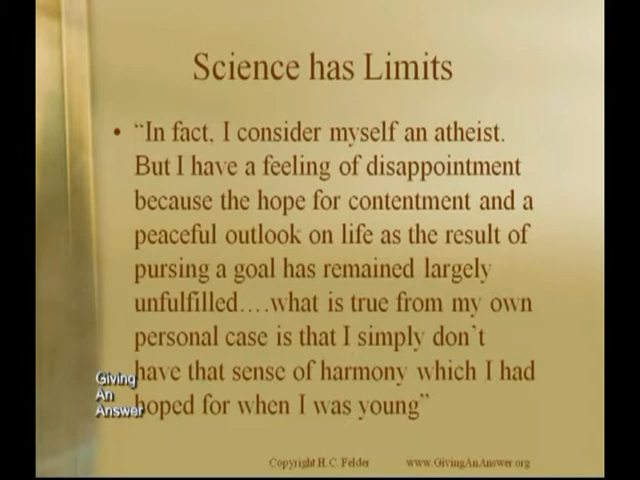 Science has Limits
• "In fact, I consider myself an atheist.
But I have a feeling of disappointment
because the hope for contentment and a
peaceful outlook on life as the result of
pursing a goal has remained largely
unfulfilled....what is true from my own
personal case is that I simply don't
have that sense of harmony which I had
hoped for when I was young"
Giving
An
Answer
Copyright H.C. Felder www.GivingAnAnswer.org